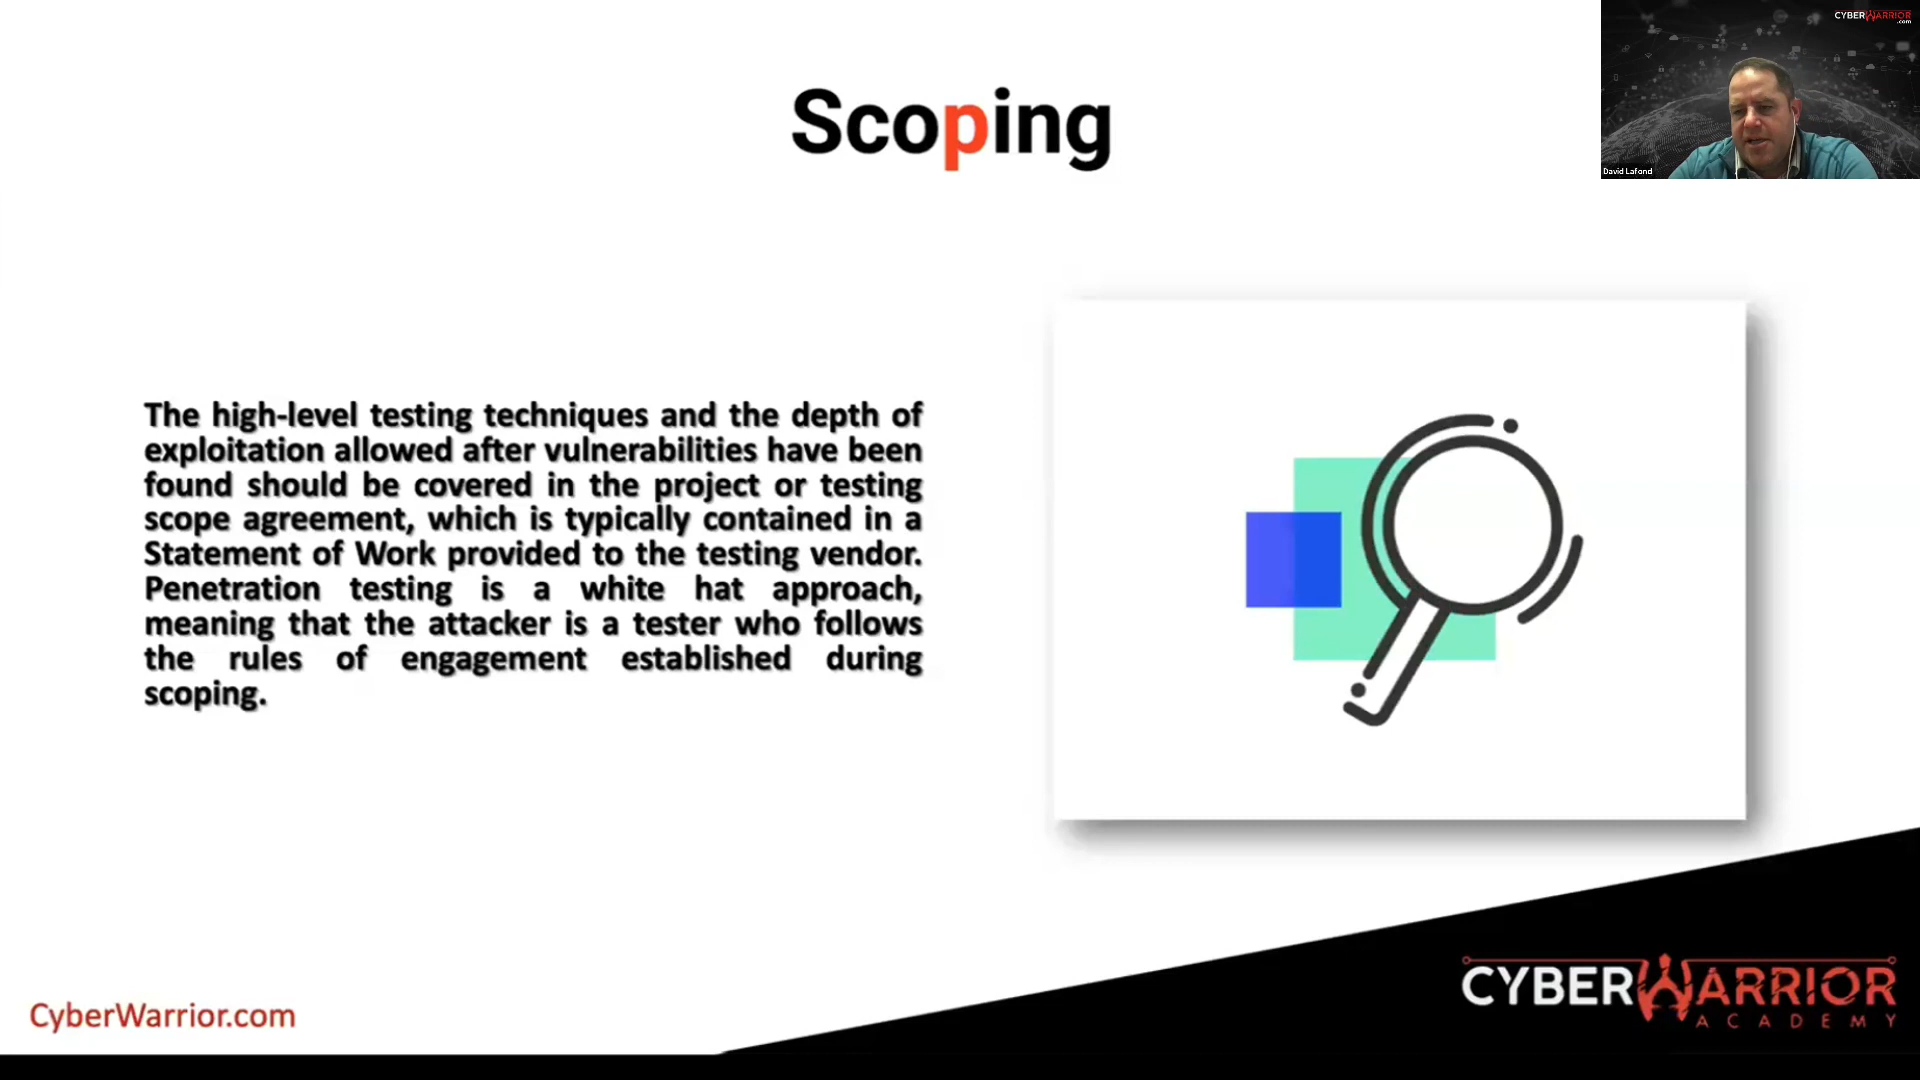 CYBERWARRIOR
.com
David Lafond
Scoping
The high-level testing techniques and the depth of
exploitation allowed after vulnerabilities have been
found should be covered in the project or testing
scope agreement, which is typically contained in a
Statement of Work provided to the testing vendor.
Penetration testing is a white hat approach,
meaning that the attacker is a tester who follows
the rules of engagement established during
scoping.
CyberWarrior.com
CYBERWARRIOR
ACADEMY